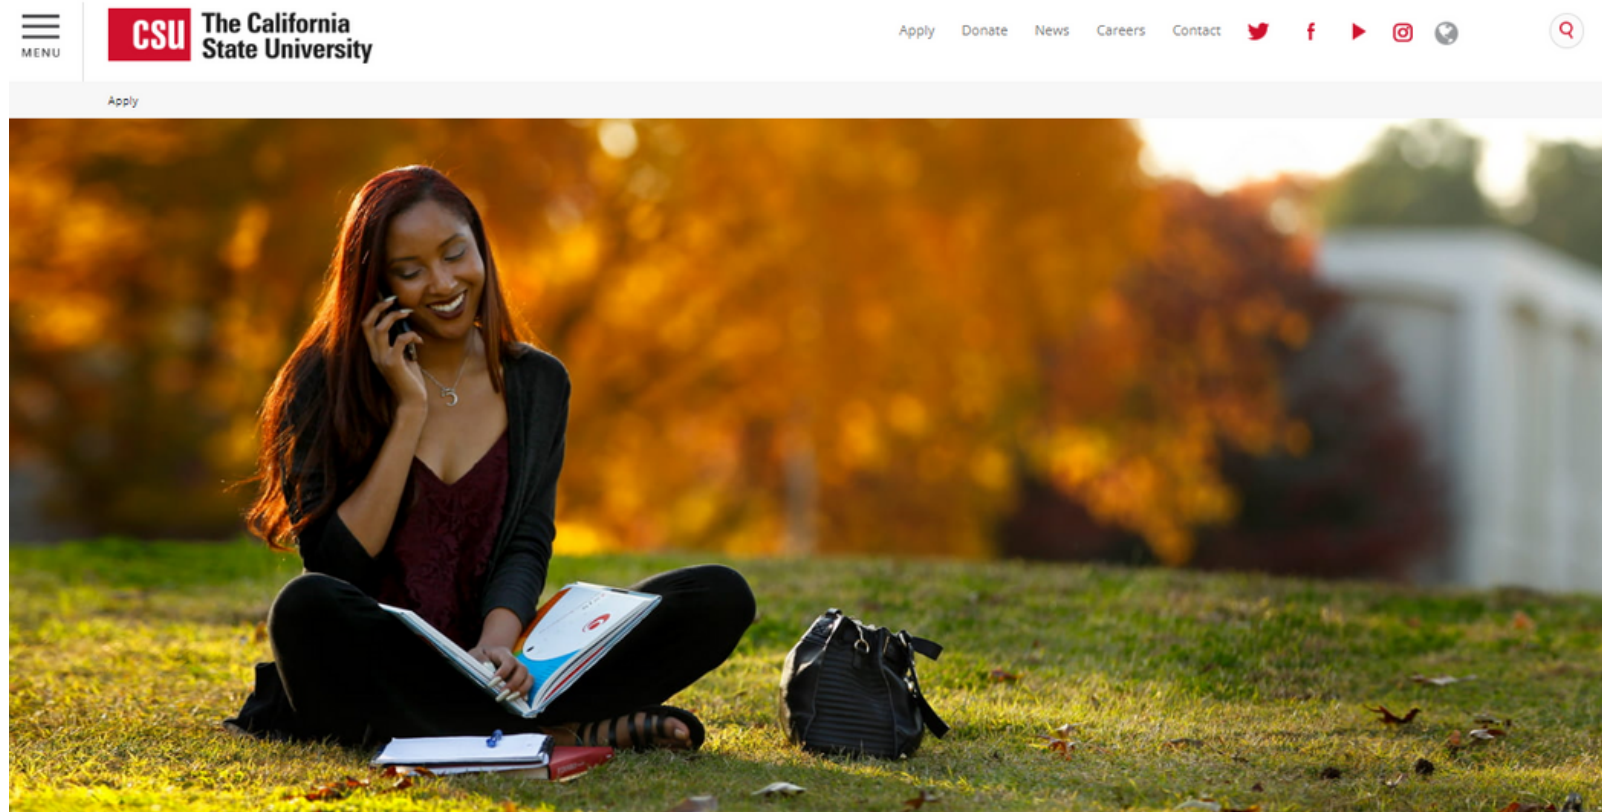 MENU
CSU
The California
State University
Apply
Donate
News
Careers
Contact
Apply